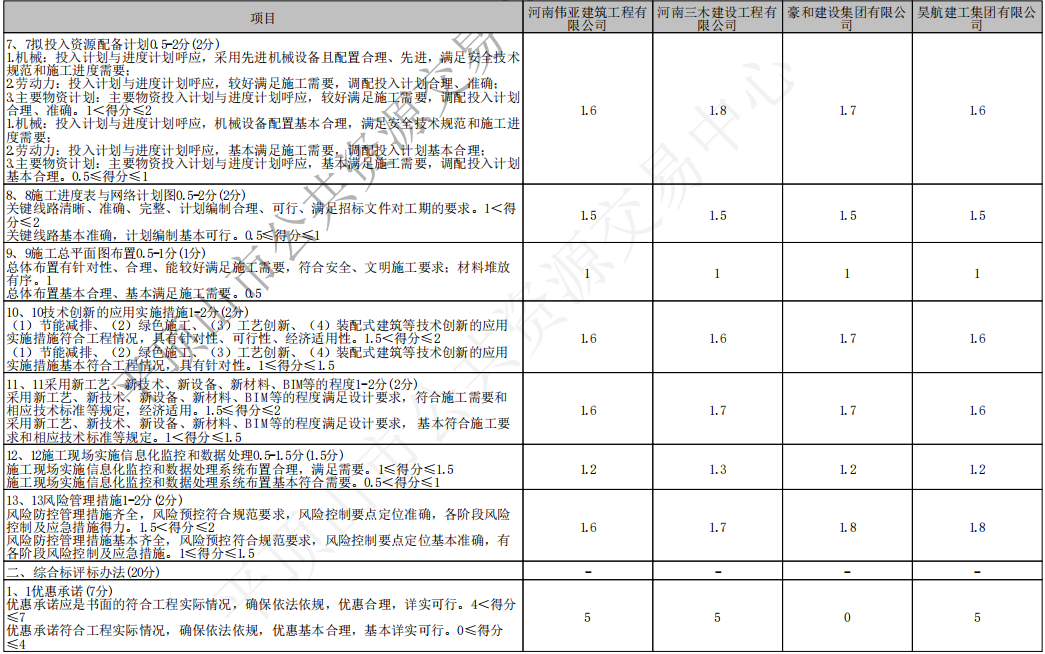 项目
河南伟亚建筑工程有限公司
河南三木建设工程有限公司
豪和建设集团有限公司
昊航建工集团有限公司
7、7拟投入资源配备计划0.5-2分(2分)
1.机械：投入计划与进度计划呼应，采用先进机械设备且配置合理、先进，满足安全技术
规范和施工进度需要；
2.劳动力：投入计划与进度计划呼应，较好满足施工需要，调配投入计划合理、准确；
3.主要物资计划：主要物资投入计划与进度计划呼应，较好满足施工需要，调配投入计划
合理、准确。1＜得分≤2
1.机械：投入计划与进度计划呼应，机械设备配置基本合理，满足安全技术规范和施工进
度需要；
2.劳动力：投入计划与进度计划呼应，基本满足施工需要，调配投入计划基本合理；
3.主要物资计划：主要物资投入计划与进度计划呼应，基本满足施工需要，调配投入计划
基本合理。0.5≤得分≤1
1.6 1.8 1.7 1.6
8、8施工进度表与网络计划图0.5-2分(2分)
关键线路清晰、准确、完整、计划编制合理、可行、满足招标文件对工期的要求。1＜得
分≤2
关键线路基本准确，计划编制基本可行。0.5≤得分≤1
1.5 1.5 1.5 1.5
9、9施工总平面图布置0.5-1分(1分)
总体布置有针对性、合理、能较好满足施工需要，符合安全、文明施工要求；材料堆放
有序。1
总体布置基本合理、基本满足施工需要。0.5
1 1 1 1
10、10技术创新的应用实施措施1-2分(2分)
（1）节能减排、（2）绿色施工、（3）工艺创新、（4）装配式建筑等技术创新的应用
实施措施符合工程情况，具有针对性、可行性、经济适用性。1.5＜得分≤2
（1）节能减排、（2）绿色施工、（3）工艺创新、（4）装配式建筑等技术创新的应用
实施措施基本符合工程情况，具有针对性。1≤得分≤1.5
1.6 1.6 1.7 1.6
11、11采用新工艺、新技术、新设备、新材料、BIM等的程度1-2分(2分)
采用新工艺、新技术、新设备、新材料、BIM等的程度满足设计要求，符合施工需要和
相应技术标准等规定，经济适用。1.5≤得分≤2
采用新工艺、新技术、新设备、新材料、BIM等的程度满足设计要求， 基本符合施工要
求和相应技术标准等规定。1＜得分≤1.5
1.6 1.7 1.7 1.6
12、12施工现场实施信息化监控和数据处理0.5-1.5分(1.5分)
施工现场实施信息化监控和数据处理系统布置合理，满足需要。1≤得分≤1.5
施工现场实施信息化监控和数据处理系统布置基本符合需要。0.5＜得分≤1
1.2 1.3 1.2 1.2
13、13风险管理措施1-2分(2分)
风险防控管理措施齐全，风险预控符合规范要求，风险控制要点定位准确，各阶段风险
控制及应急措施得力。1.5＜得分≤2
风险防控管理措施基本齐全，风险预控符合规范要求，风险控制要点定位基本准确，有
各阶段风险控制及应急措施。1≤得分≤1.5
1.6 1.7 1.8 1.8
二、综合标评标办法(20分)
- - - -
1、1优惠承诺(7分)
优惠承诺应是书面的符合工程实际情况，确保依法依规，优惠合理，详实可行。4＜得分
≤7
优惠承诺符合工程实际情况，确保依法依规，优惠基本合理，基本详实可行。0≤得分
≤4
5 5 0 5
平顶山市公共资源交易
平顶山市公共资源交易中心